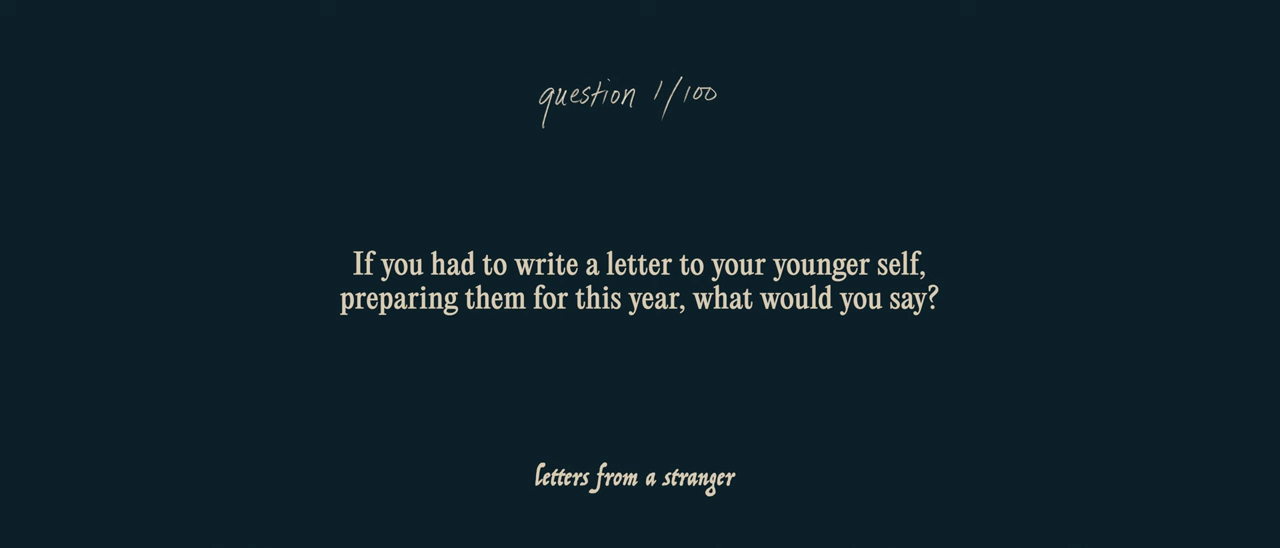 question 1/100
If you had to write a letter to your younger self,
preparing them for this year, what would you say?
letters from a stranger